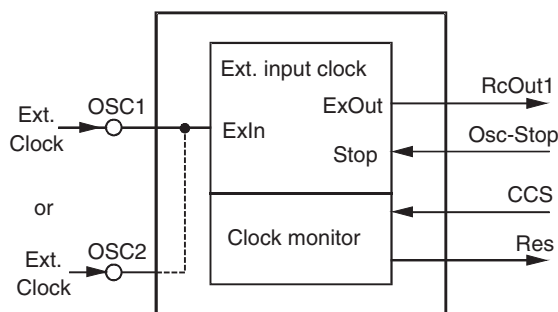 Ext. input clock
RcOut1
OSC1
ExOut
Ext.
Clock
ExIn
Osc-Stop
Stop
or
CCS
Clock monitor
Res
OSC2
Ext.
Clock